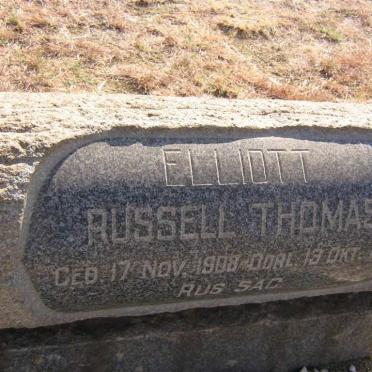 ELLIOTT
RUSSELL THOMAS
GEB. 17 NOV. 1908 OORL. 13 OKT.
RUS SAG